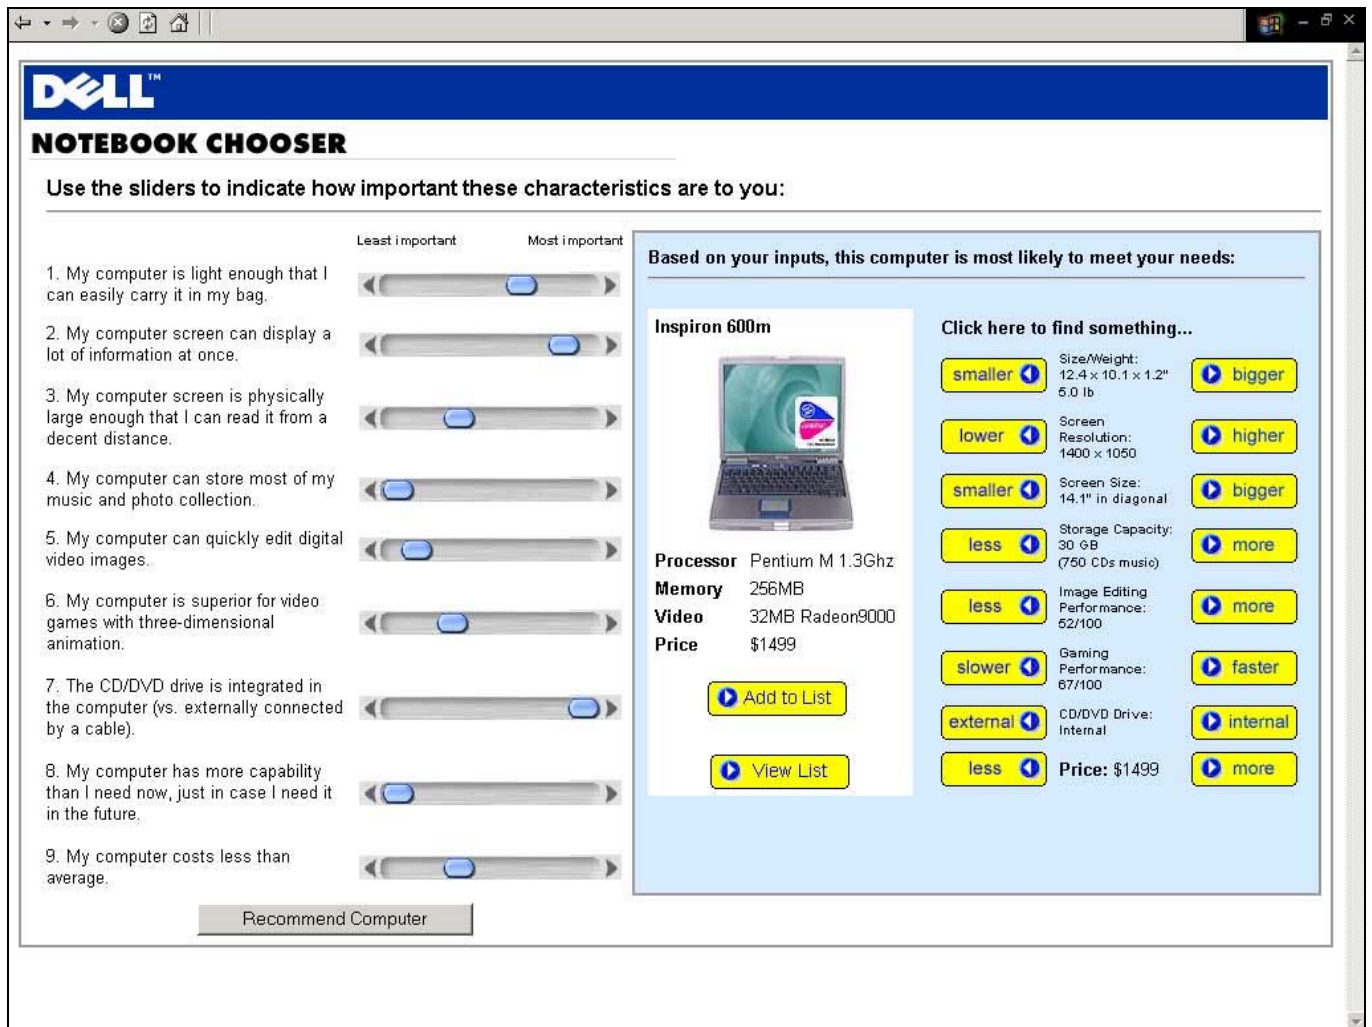 DELL™
NOTEBOOK CHOOSER
Use the sliders to indicate how important these characteristics are to you:
Least important Most important
1. My computer is light enough that I
can easily carry it in my bag.
2. My computer screen can display a
lot of information at once.
3. My computer screen is physically
large enough that I can read it from a
decent distance.
4. My computer can store most of my
music and photo collection.
5. My computer can quickly edit digital
video images.
6. My computer is superior for video
games with three-dimensional
animation.
7. The CD/DVD drive is integrated in
the computer (vs. externally connected
by a cable).
8. My computer has more capability
than I need now, just in case I need it
in the future.
9. My computer costs less than
average.
Recommend Computer
Based on your inputs, this computer is most likely to meet your needs:
Inspiron 600m
Processor Pentium M 1.3Ghz
Memory 256MB
Video 32MB Radeon9000
Price $1499
Add to List
View List
Click here to find something...
smaller
Size/Weight:
12.4 x 10.1 x 1.2"
5.0 lb
bigger
lower
Screen
Resolution:
1400 x 1050
higher
smaller
Screen Size:
14.1" in diagonal
bigger
less
Storage Capacity:
30 GB
(750 CDs music)
more
less
Image Editing
Performance:
52/100
more
slower
Gaming
Performance:
67/100
faster
external
CD/DVD Drive:
Internal
internal
less
Price: $1499
more